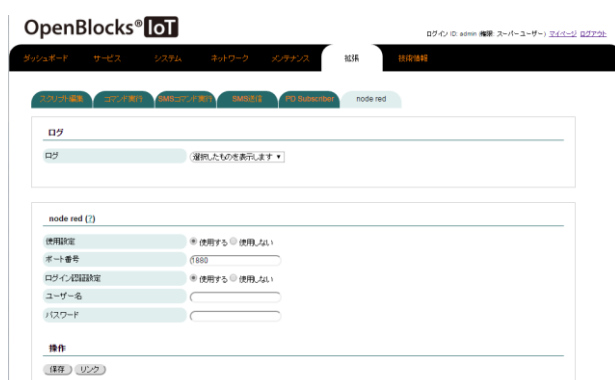 OpenBlocks® IoT
ログイン ID: admin (権限: スーパーユーザー) マイページ ログアウト
ダッシュボード サービス システム ネットワーク メンテナンス 拡張 技術情報
スクリプト編集 コマンド実行 SMSコマンド実行 SMS送信 PD Subscriber node red
ログ
ログ 選択したものを表示します ▼
node red (?)
使用設定 使用する 使用しない
ポート番号 1880
ログイン認証設定 使用する 使用しない
ユーザー名
パスワード
操作
保存 リンク